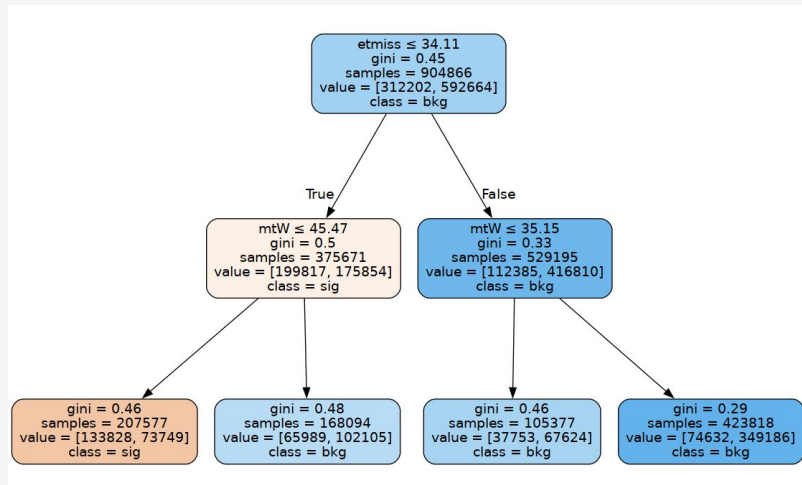 etmiss ≤ 34.11
gini = 0.45
samples = 904866
value = [312202, 592664]
class = bkg
True
False
mtW ≤ 45.47
gini = 0.5
samples = 375671
value = [199817, 175854]
class = sig
mtW ≤ 35.15
gini = 0.33
samples = 529195
value = [112385, 416810]
class = bkg
gini = 0.46
samples = 207577
value = [133828, 73749]
class = sig
gini = 0.48
samples = 168094
value = [65989, 102105]
class = bkg
gini = 0.46
samples = 105377
value = [37753, 67624]
class = bkg
gini = 0.29
samples = 423818
value = [74632, 349186]
class = bkg